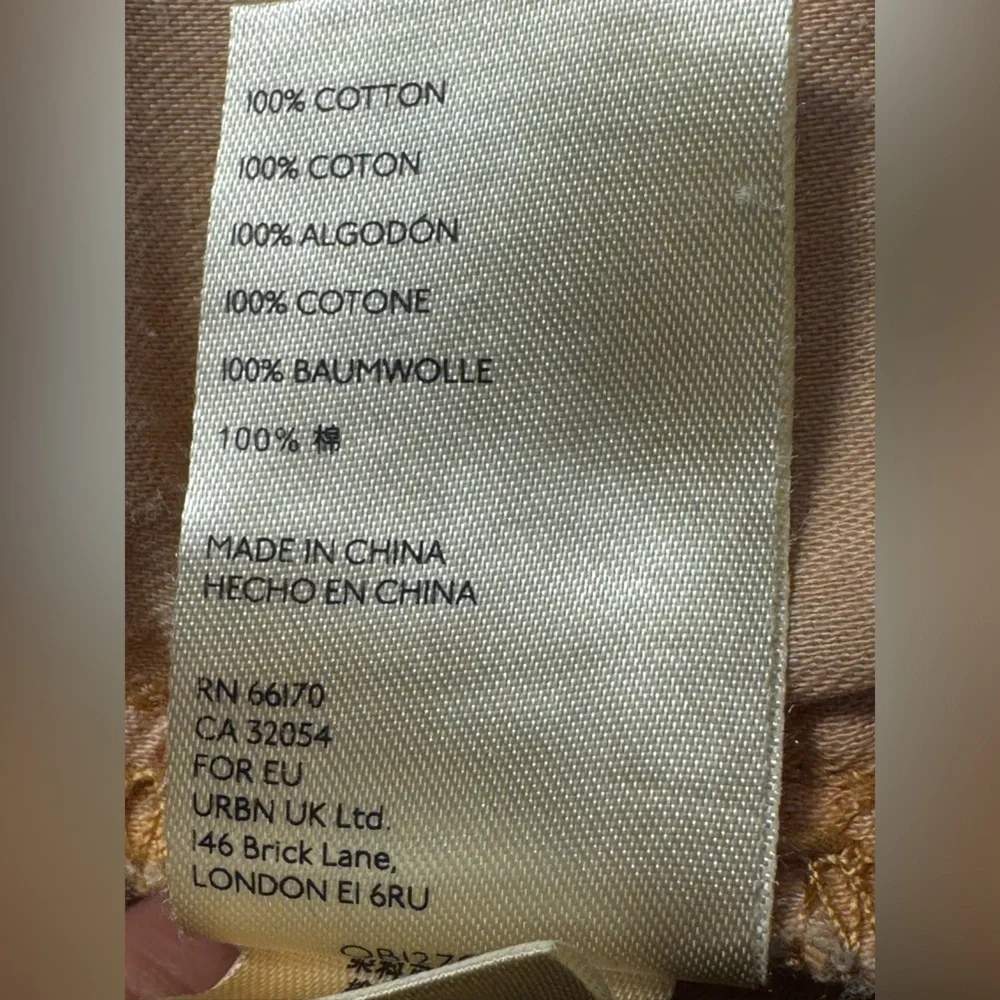 100% COTTON
100% COTON
100% ALGODÓN
100% COTONE
100% BAUMWOLLE
100% 棉
MADE IN CHINA
HECHO EN CHINA
RN 66170
CA 32054
FOR EU
URBN UK Ltd.
146 Brick Lane,
LONDON E1 6RU